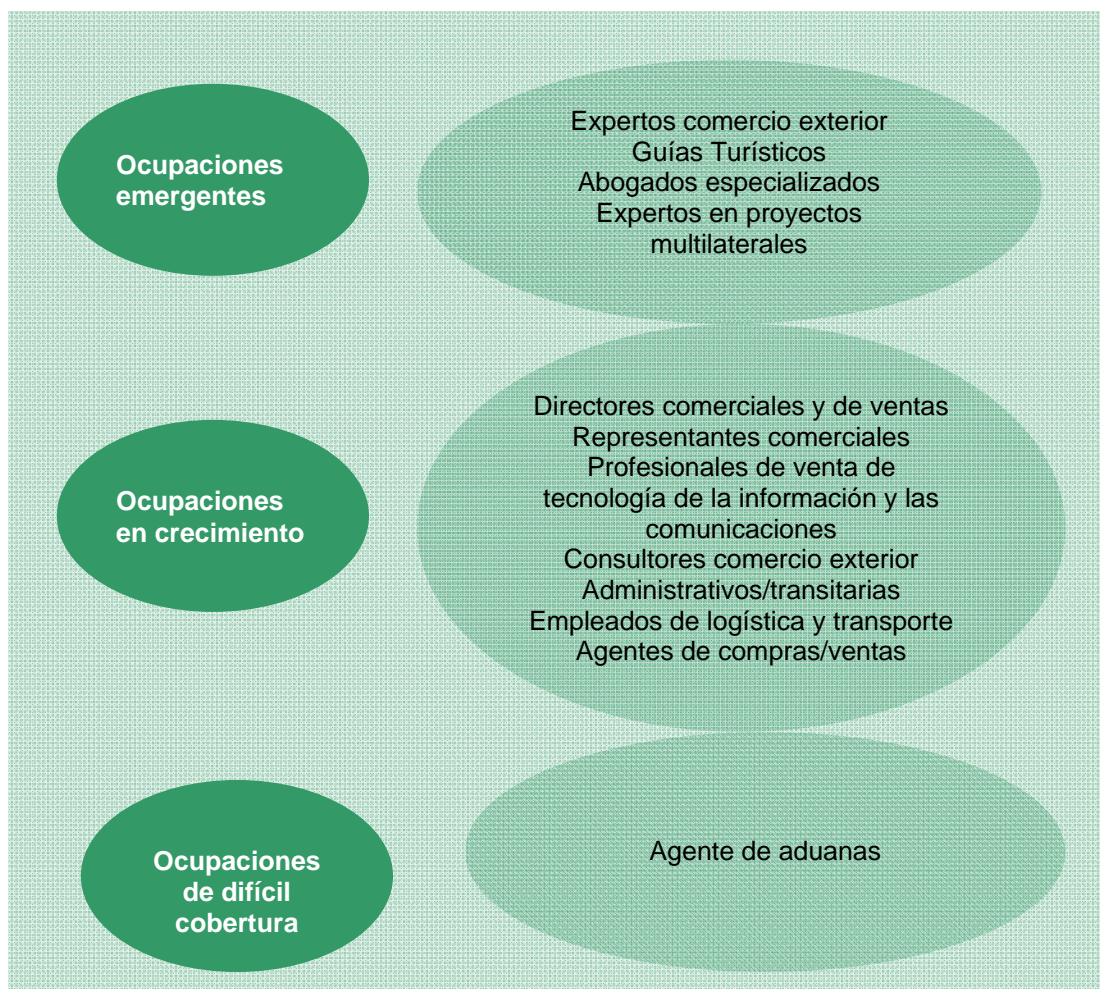 Ocupaciones
emergentes
Expertos comercio exterior
Guías Turísticos
Abogados especializados
Expertos en proyectos
multilaterales
Ocupaciones
en crecimiento
Directores comerciales y de ventas
Representantes comerciales
Profesionales de venta de
tecnología de la información y las
comunicaciones
Consultores comercio exterior
Administrativos/transitarias
Empleados de logística y transporte
Agentes de compras/ventas
Ocupaciones
de difícil
cobertura
Agente de aduanas